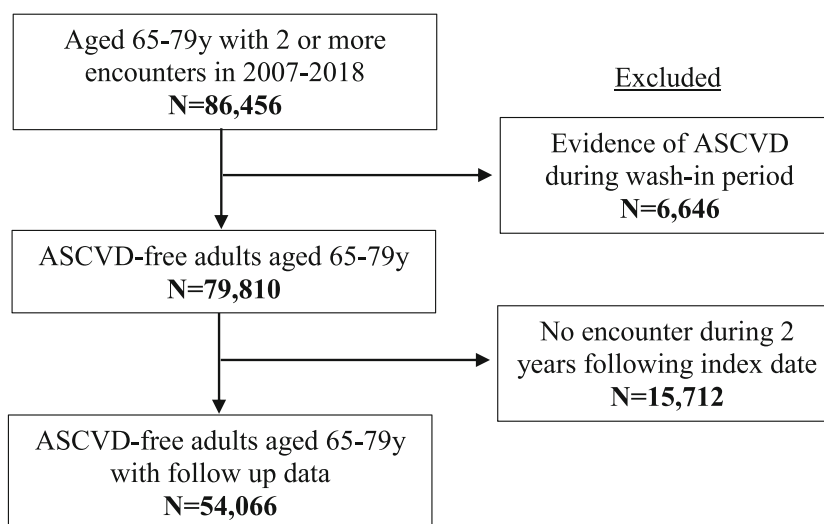 Aged 65-79y with 2 or more
encounters in 2007-2018
N=86,456
Excluded
Evidence of ASCVD
during wash-in period
N=6,646
ASCVD-free adults aged 65-79y
N=79,810
No encounter during 2
years following index date
N=15,712
ASCVD-free adults aged 65-79y
with follow up data
N=54,066